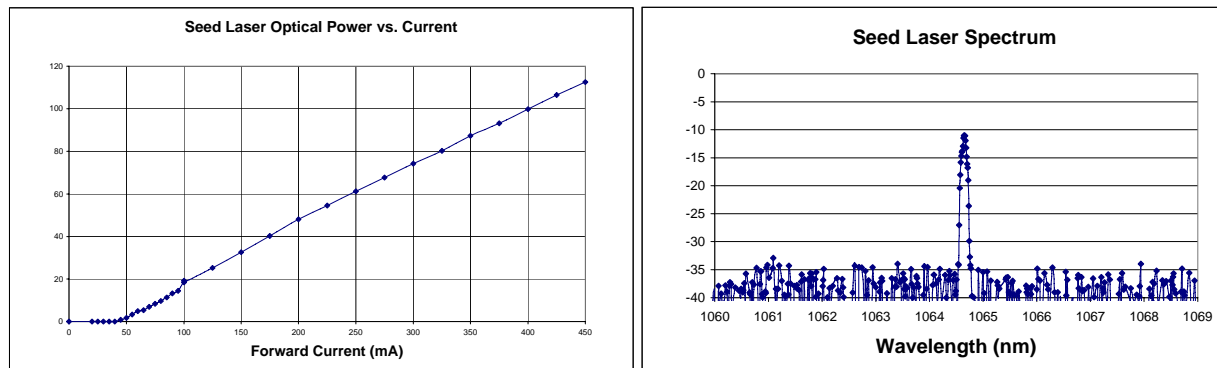 Seed Laser Optical Power vs. Current
120
100
80
60
40
20
0
0 50 100 150 200 250 300 350 400 450
Forward Current (mA)
Seed Laser Spectrum
0
-5
-10
-15
-20
-25
-30
-35
-40
1060 1061 1062 1063 1064 1065 1066 1067 1068 1069
Wavelength (nm)